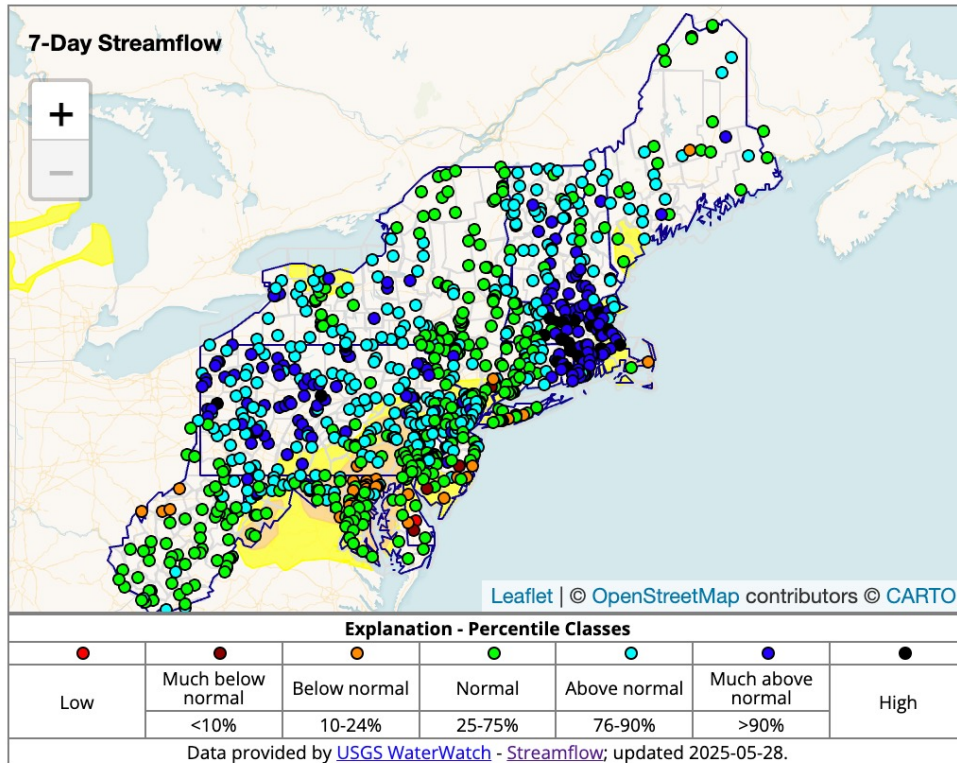 7-Day Streamflow
+
−
Leaflet | © OpenStreetMap contributors © CARTO
Explanation - Percentile Classes
Low
Much below normal
Below normal
Normal
Above normal
Much above normal
High
<10%
10-24%
25-75%
76-90%
>90%
Data provided by USGS WaterWatch - Streamflow; updated 2025-05-28.